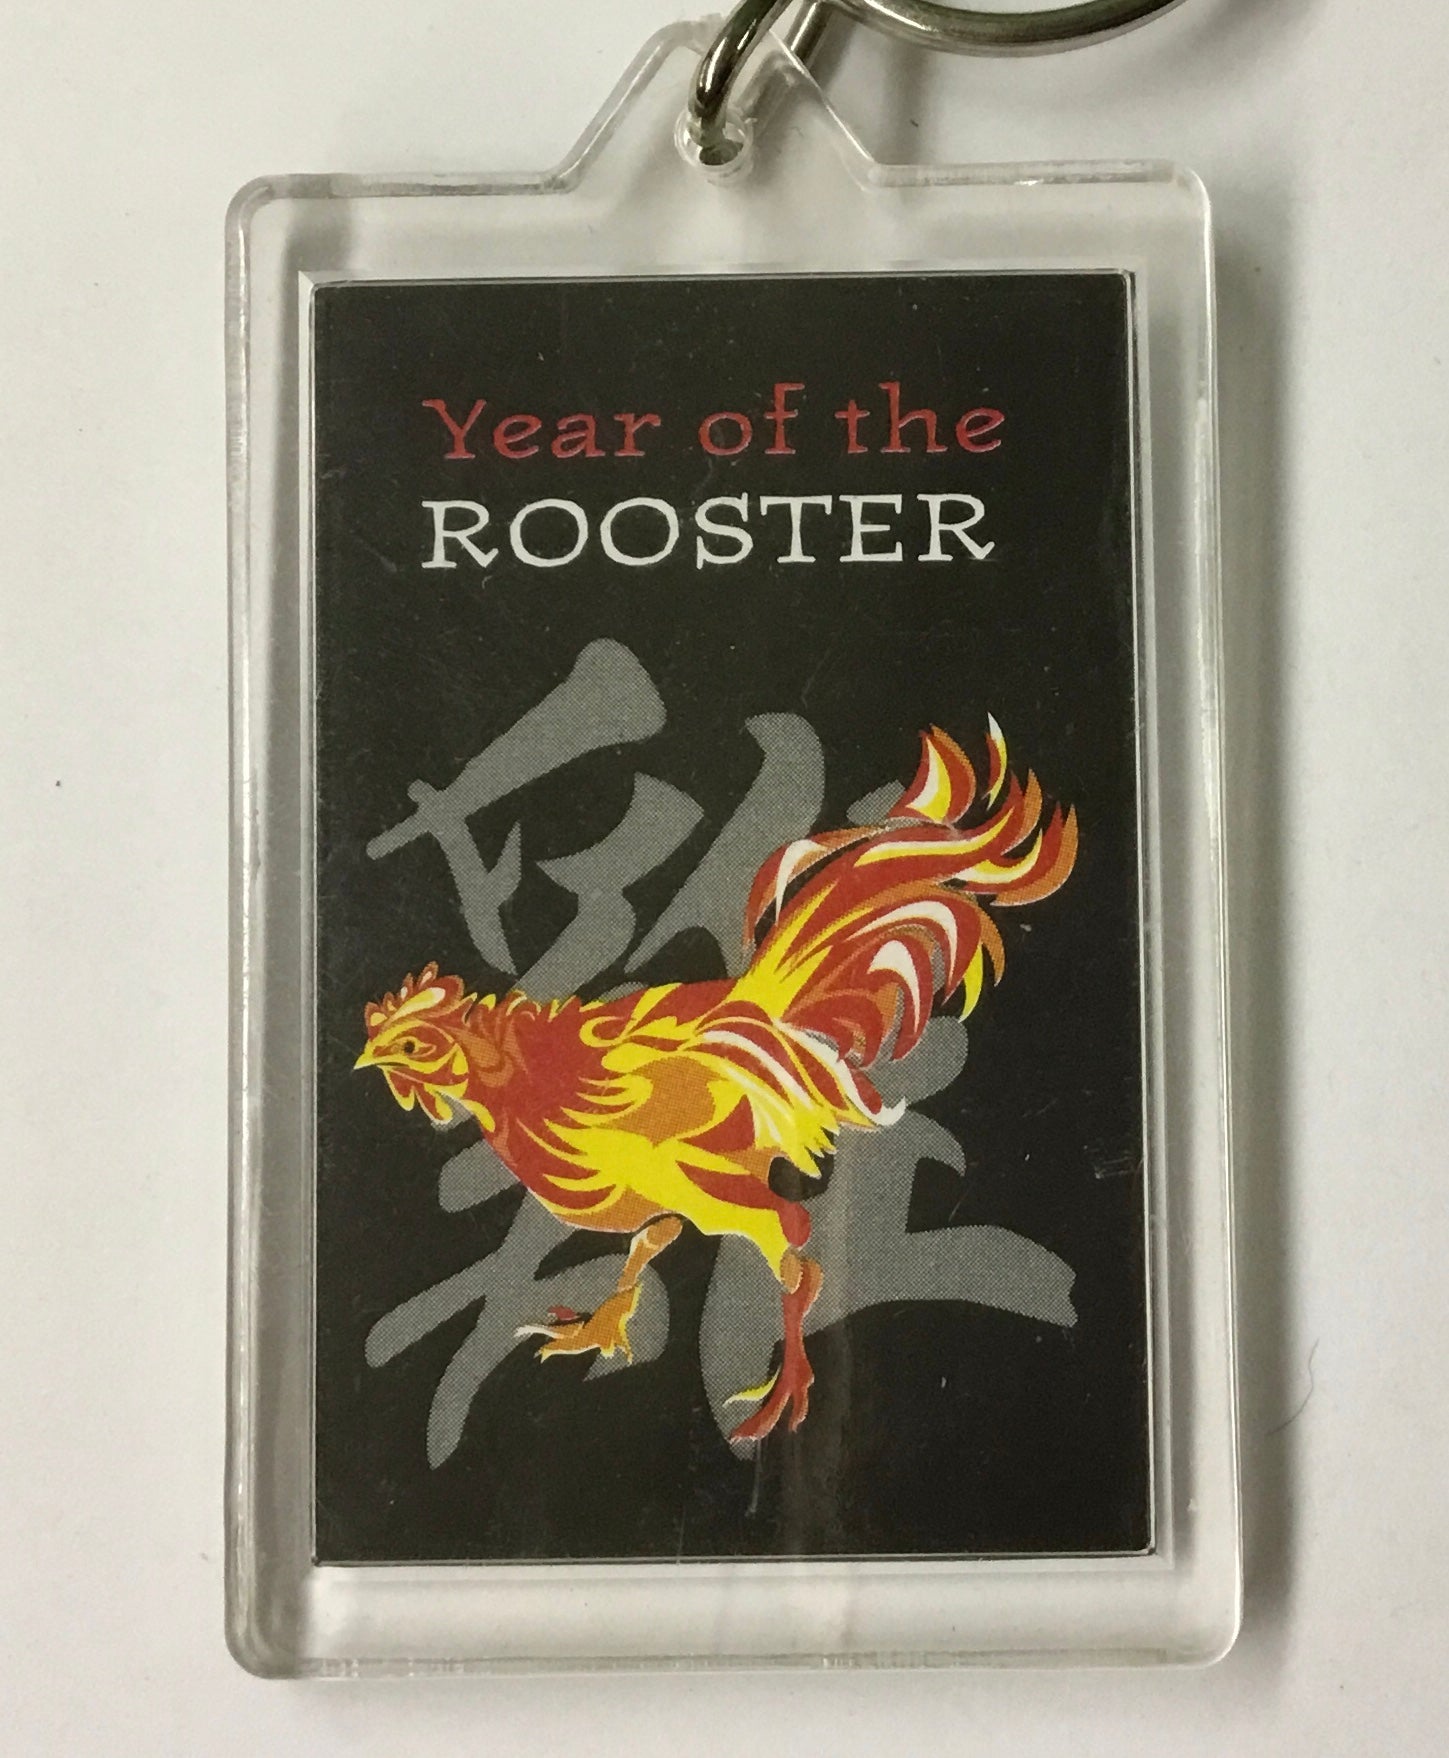 Year of the
ROOSTER
雞